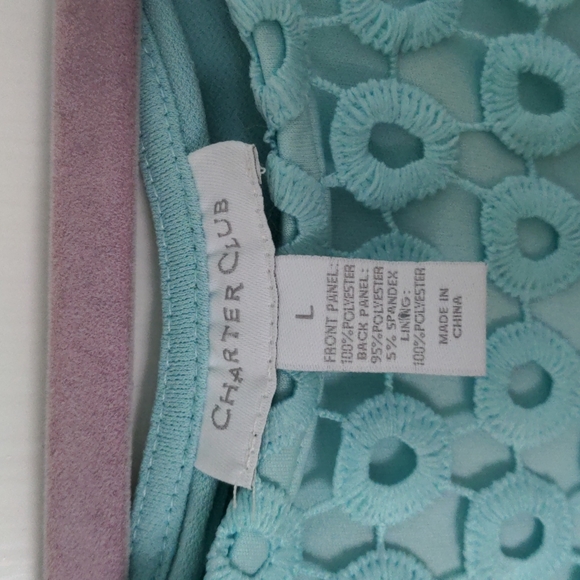 CHARTER CLUB
L
FRONT PANEL:
100%POLYESTER
BACK PANEL:
95%POLYESTER
5% SPANDEX
LINING:
100%POLYESTER
MADE IN
CHINA